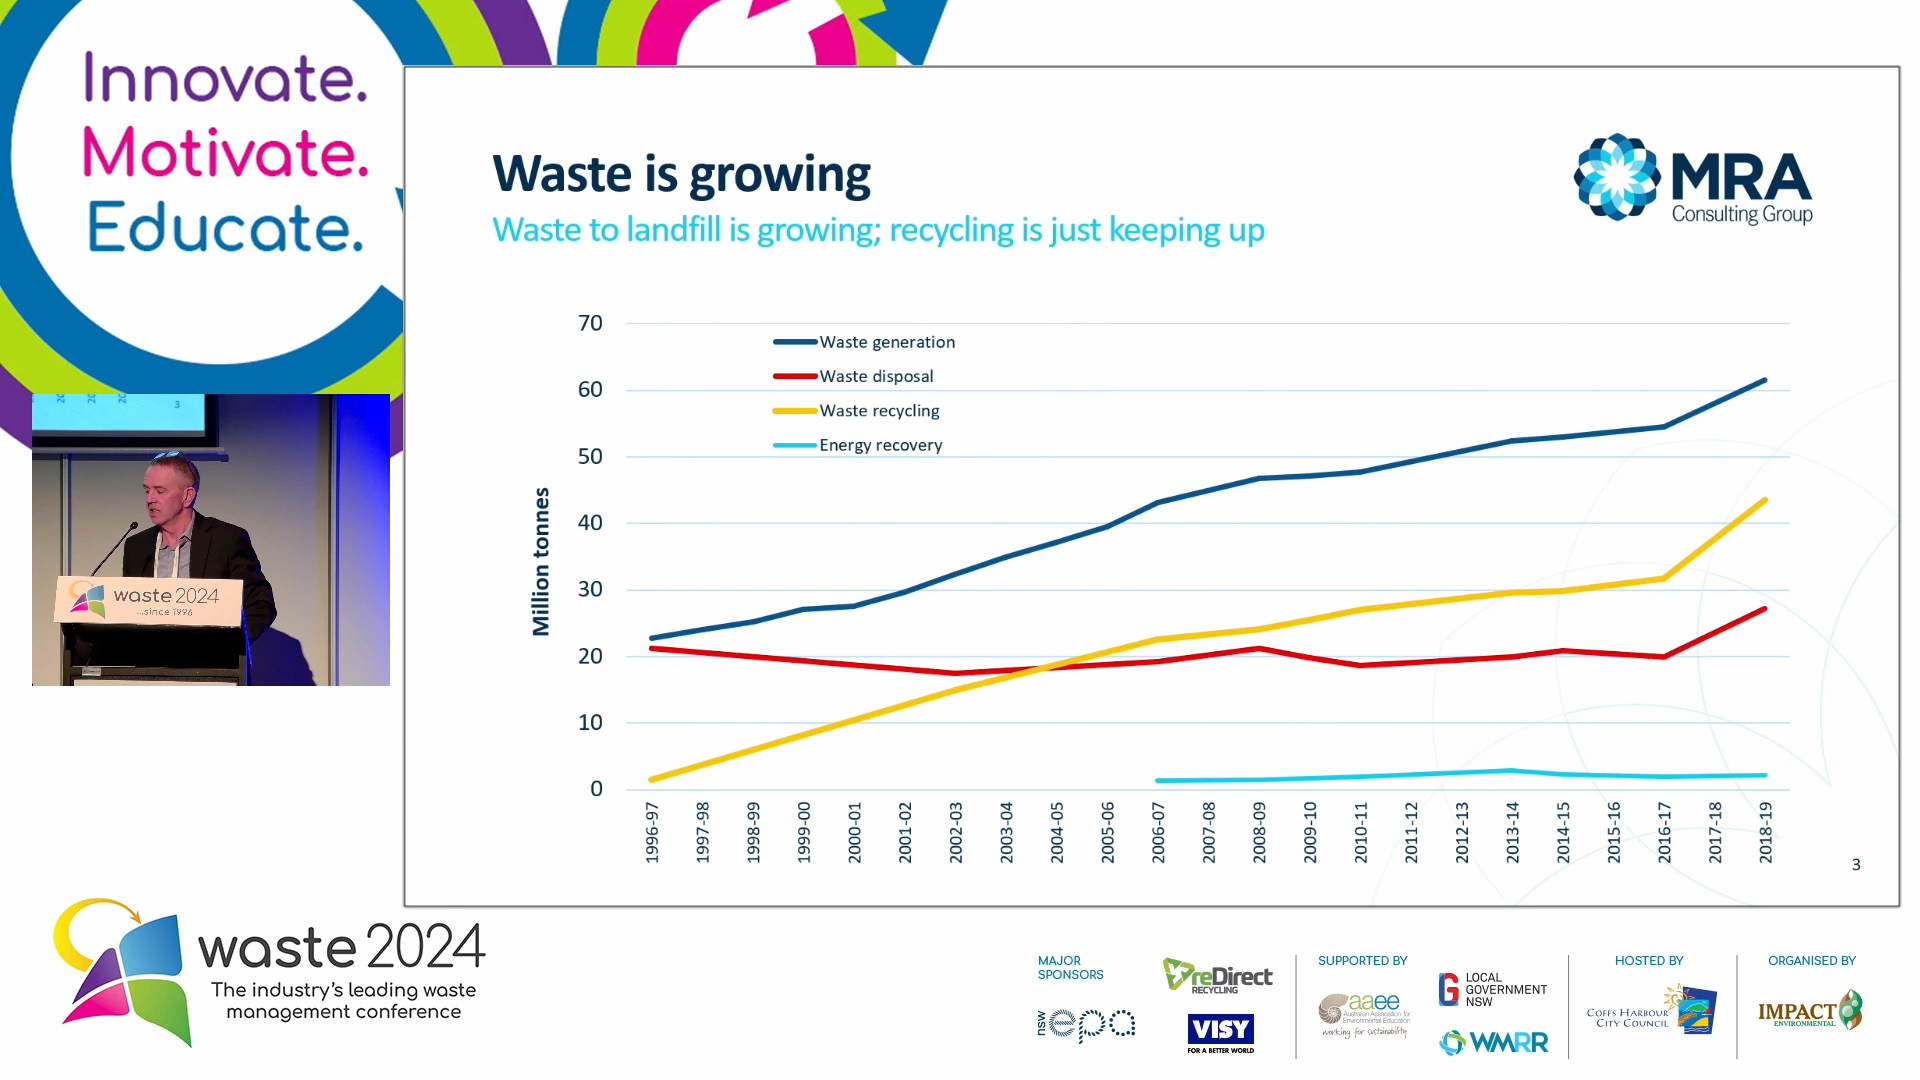 Innovate.
Motivate.
Educate.
Waste is growing
Waste to landfill is growing; recycling is just keeping up
MRA
Consulting Group
70
60
50
40
30
20
10
0
Million tonnes
Waste generation
Waste disposal
Waste recycling
Energy recovery
1996-97
1997-98
1998-99
1999-00
2000-01
2001-02
2002-03
2003-04
2004-05
2005-06
2006-07
2007-08
2008-09
2009-10
2010-11
2011-12
2012-13
2013-14
2014-15
2015-16
2016-17
2017-18
2018-19
3
3
waste 2024
...since 1996
waste 2024
The industry's leading waste
management conference
MAJOR
SPONSORS
nsw epa
reDirect
RECYCLING
VISY
FOR A BETTER WORLD
SUPPORTED BY
aaee
Australian Association for
Environmental Education
working for sustainability
LG
LOCAL
GOVERNMENT
NSW
WMRR
HOSTED BY
COFFS HARBOUR
CITY COUNCIL
ORGANISED BY
IMPACT
ENVIRONMENTAL